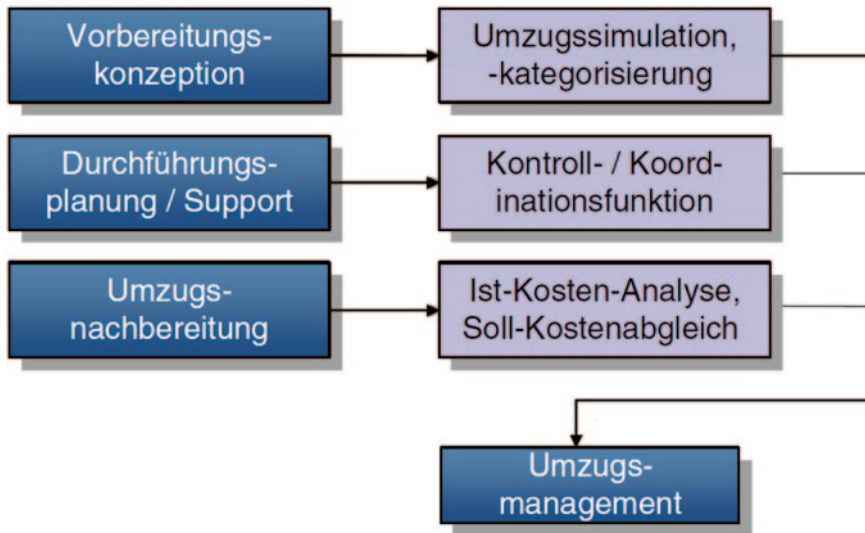 Vorbereitungs-
konzeption
Umzugssimulation,
-kategorisierung
Durchführungs-
planung / Support
Kontroll- / Koord-
inationsfunktion
Umzugs-
nachbereitung
Ist-Kosten-Analyse,
Soll-Kostenabgleich
Umzugs-
management